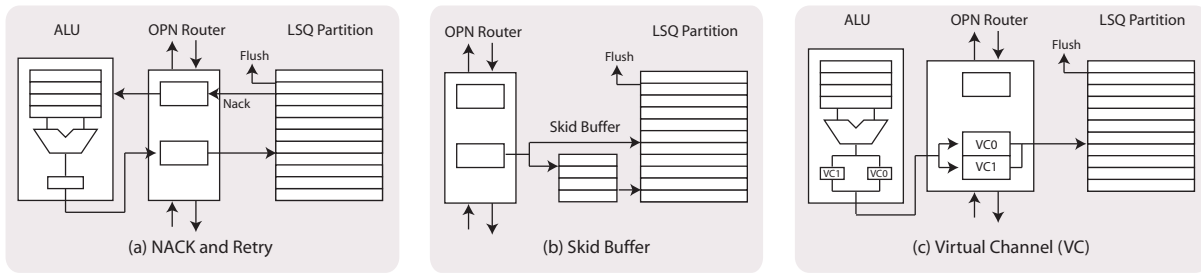 ALU OPN Router LSQ Partition
Flush
Nack
(a) NACK and Retry
OPN Router LSQ Partition
Flush
Skid Buffer
(b) Skid Buffer
ALU OPN Router LSQ Partition
Flush
VC0
VC1 VC0 VC1
(c) Virtual Channel (VC)